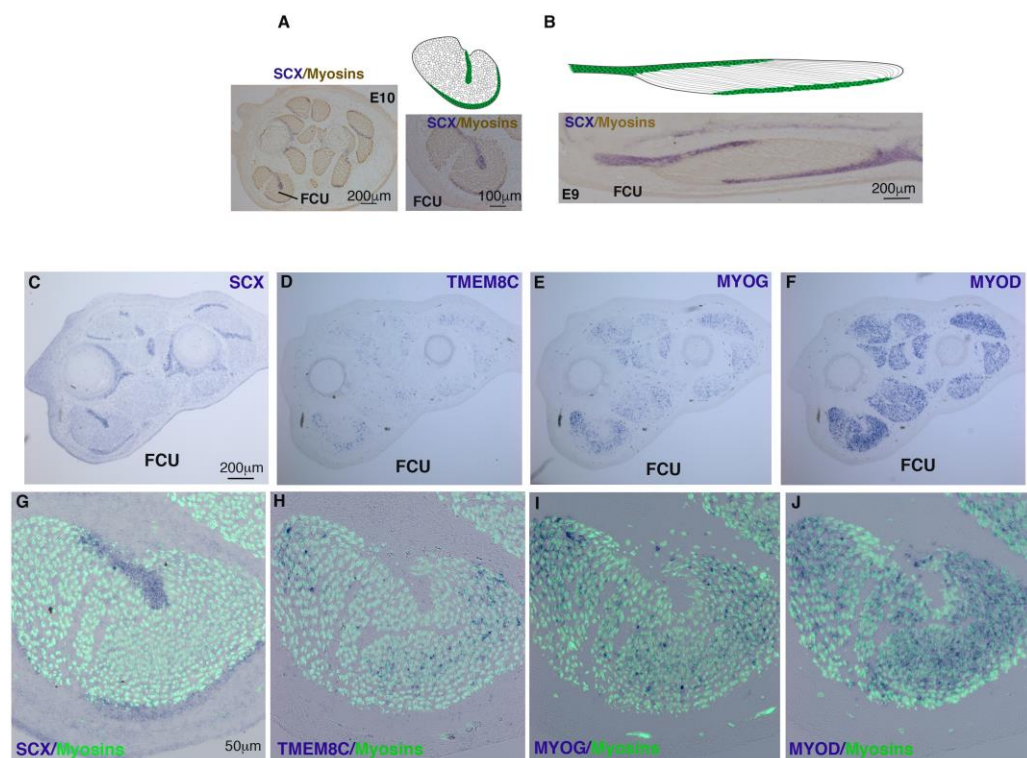 A
B
SCX/Myosins
E10
FCU
200μm
SCX/Myosins
FCU
100μm
SCX/Myosins
E9
FCU
200μm
C
SCX
FCU
200μm
D
TMEM8C
FCU
E
MYOG
FCU
F
MYOD
FCU
G
SCX/Myosins
50μm
H
TMEM8C/Myosins
I
MYOG/Myosins
J
MYOD/Myosins